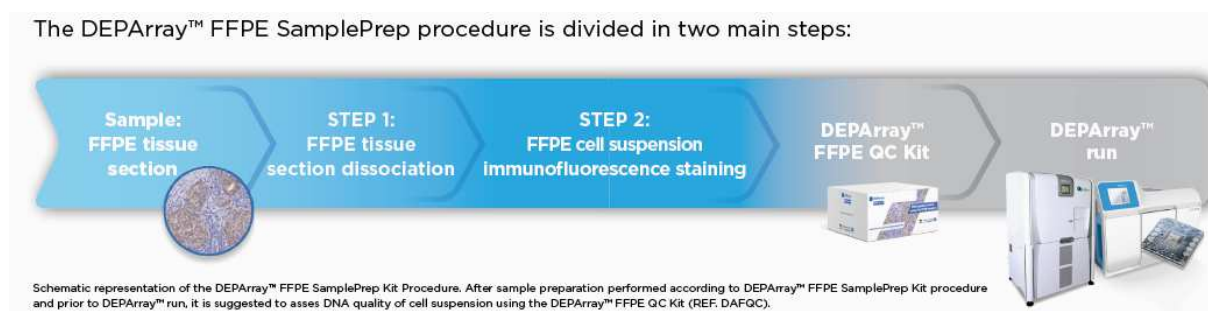 The DEPArray™ FFPE SamplePrep procedure is divided in two main steps:
Sample:
FFPE tissue
section
STEP 1:
FFPE tissue
section dissociation
STEP 2:
FFPE cell suspension
immunofluorescence staining
DEPArray™
FFPE QC Kit
DEPArray™
run
Schematic representation of the DEPArray™ FFPE SamplePrep Kit Procedure. After sample preparation performed according to DEPArray™ FFPE SamplePrep Kit procedure
and prior to DEPArray™ run, it is suggested to asses DNA quality of cell suspension using the DEPArray™ FFPE QC Kit (REF. DAFQC).